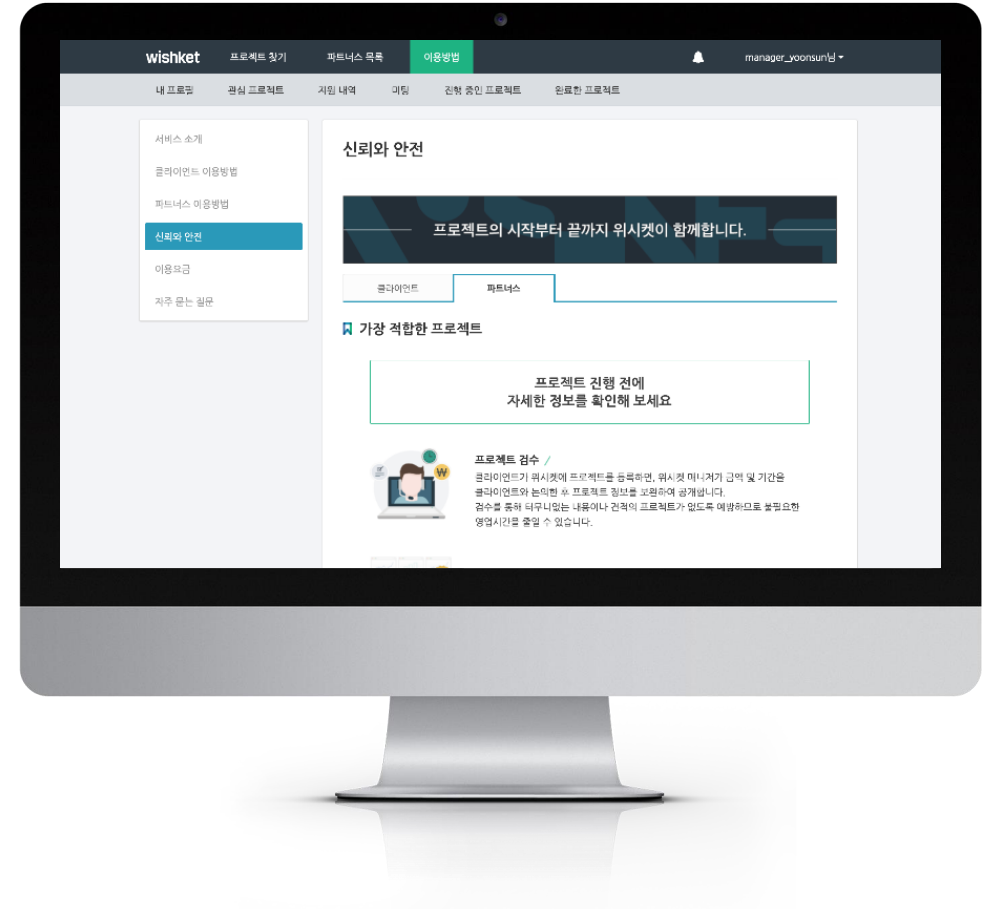 wishket 프로젝트 찾기 파트너스 목록 이용방법 manager_yoonsun님
내 프로필 관심 프로젝트 지원 내역 미팅 진행 중인 프로젝트 완료한 프로젝트
서비스 소개
클라이언트 이용방법
파트너스 이용방법
신뢰와 안전
이용요금
자주 묻는 질문
신뢰와 안전
프로젝트의 시작부터 끝까지 위시켓이 함께합니다.
클라이언트 파트너스
가장 적합한 프로젝트
프로젝트 진행 전에
자세한 정보를 확인해 보세요
프로젝트 검수 /
클라이언트가 위시켓에 프로젝트를 등록하면, 위시켓 매니저가 금액 및 기간을
클라이언트와 논의한 후 프로젝트 정보를 보완하여 공개합니다.
검수를 통해 터무니없는 내용이나 견적의 프로젝트가 없도록 예방하므로 불필요한
영업시간을 줄일 수 있습니다.
₩